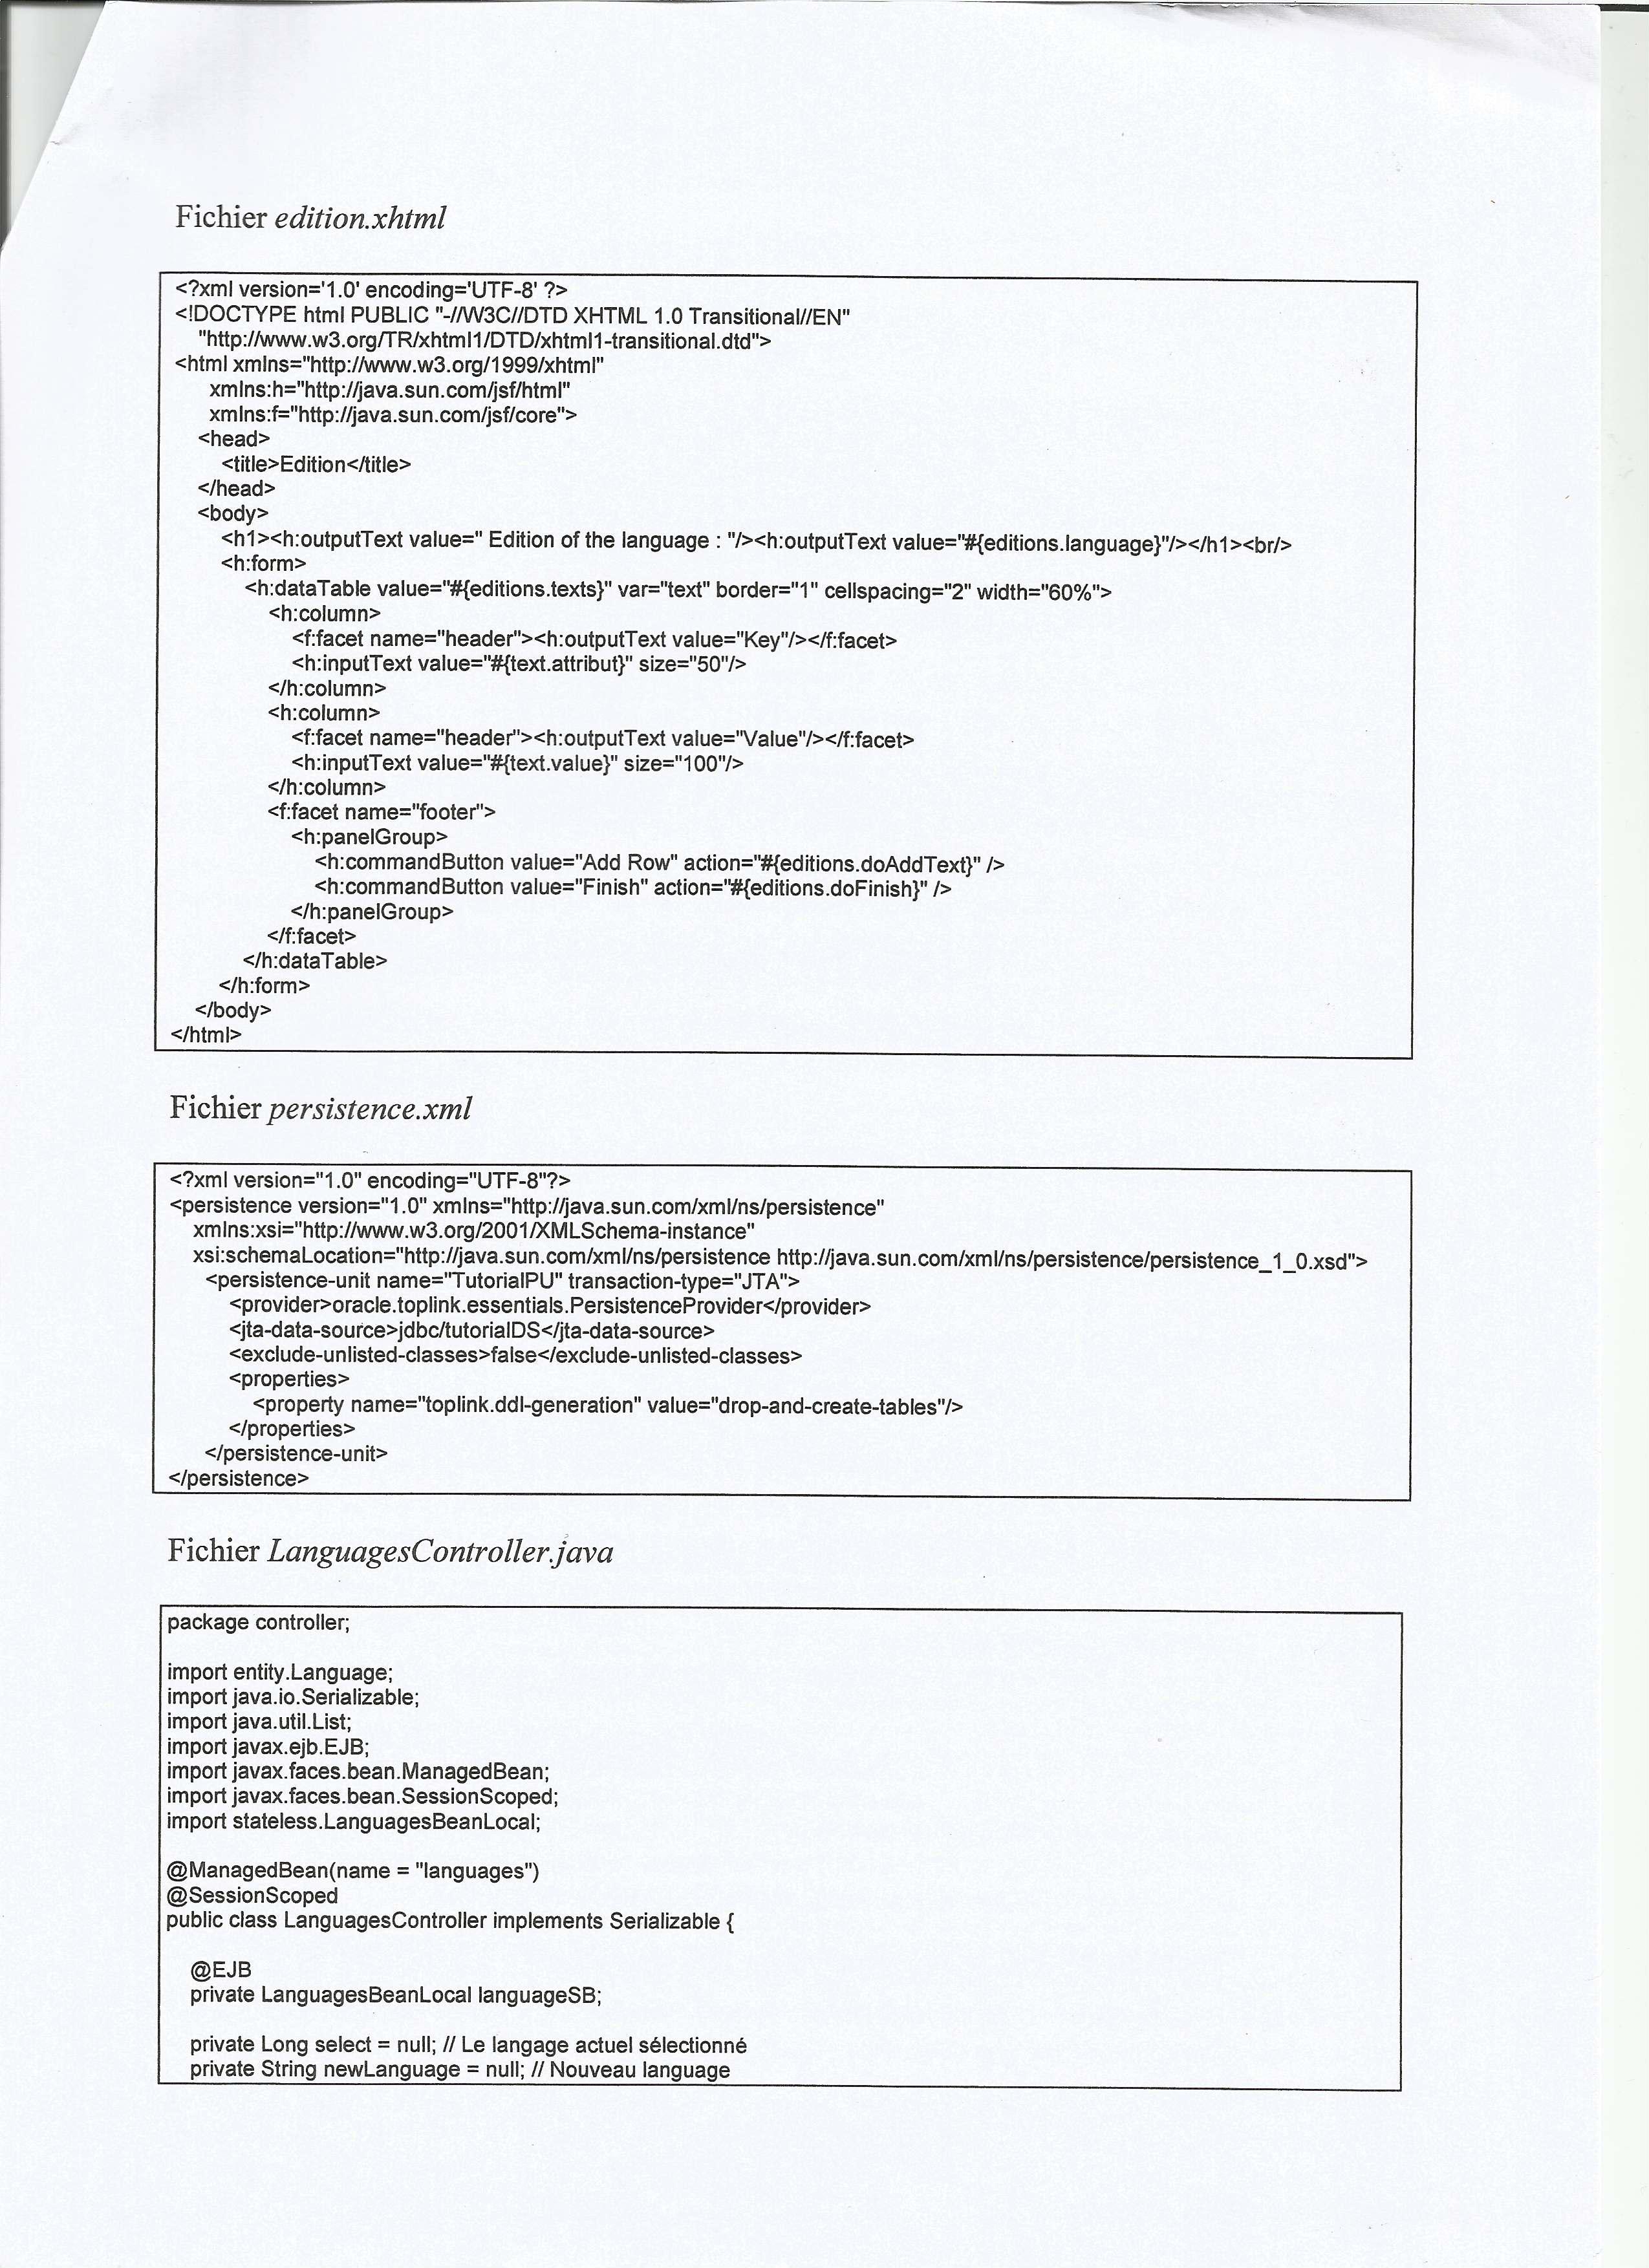 Fichier edition.xhtml
<?xml version='1.0' encoding='UTF-8' ?>
<!DOCTYPE html PUBLIC "-//W3C//DTD XHTML 1.0 Transitional//EN"
"http://www.w3.org/TR/xhtml1/DTD/xhtml1-transitional.dtd">
<html xmlns="http://www.w3.org/1999/xhtml"
xmlns:h="http://java.sun.com/jsf/html"
xmlns:f="http://java.sun.com/jsf/core">
<head>
<title>Edition</title>
</head>
<body>
<h1><h:outputText value=" Edition of the language : "/><h:outputText value="#{editions.language}"/></h1><br/>
<h:form>
<h:dataTable value="#{editions.texts}" var="text" border="1" cellspacing="2" width="60%">
<h:column>
<f:facet name="header"><h:outputText value="Key"/></f:facet>
<h:inputText value="#{text.attribut}" size="50"/>
</h:column>
<h:column>
<f:facet name="header"><h:outputText value="Value"/></f:facet>
<h:inputText value="#{text.value}" size="100"/>
</h:column>
<f:facet name="footer">
<h:panelGroup>
<h:commandButton value="Add Row" action="#{editions.doAddText}" />
<h:commandButton value="Finish" action="#{editions.doFinish}" />
</h:panelGroup>
</f:facet>
</h:dataTable>
</h:form>
</body>
</html>
Fichier persistence.xml
<?xml version="1.0" encoding="UTF-8"?>
<persistence version="1.0" xmlns="http://java.sun.com/xml/ns/persistence"
xmlns:xsi="http://www.w3.org/2001/XMLSchema-instance"
xsi:schemaLocation="http://java.sun.com/xml/ns/persistence http://java.sun.com/xml/ns/persistence/persistence_1_0.xsd">
<persistence-unit name="TutorialPU" transaction-type="JTA">
<provider>oracle.toplink.essentials.PersistenceProvider</provider>
<jta-data-source>jdbc/tutorialDS</jta-data-source>
<exclude-unlisted-classes>false</exclude-unlisted-classes>
<properties>
<property name="toplink.ddl-generation" value="drop-and-create-tables"/>
</properties>
</persistence-unit>
</persistence>
Fichier LanguagesController.java
package controller;
import entity.Language;
import java.io.Serializable;
import java.util.List;
import javax.ejb.EJB;
import javax.faces.bean.ManagedBean;
import javax.faces.bean.SessionScoped;
import stateless.LanguagesBeanLocal;
@ManagedBean(name = "languages")
@SessionScoped
public class LanguagesController implements Serializable {
@EJB
private LanguagesBeanLocal languageSB;
private Long select = null; // Le langage actuel sélectionné
private String newLanguage = null; // Nouveau language